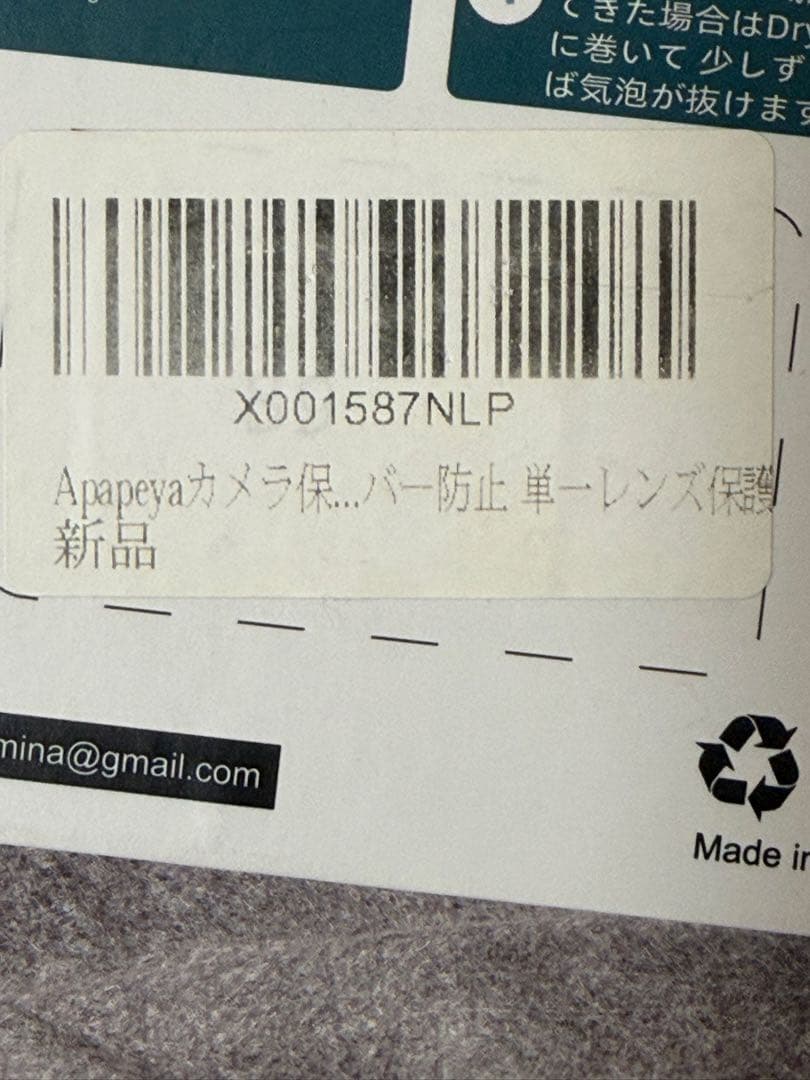 てきた場合はDry
に巻いて 少しず
ば気泡が抜けます
X001587NLP
Apapeyaカメラ保...バー防止 単一レンズ保護
新品
mina@gmail.com
Made in